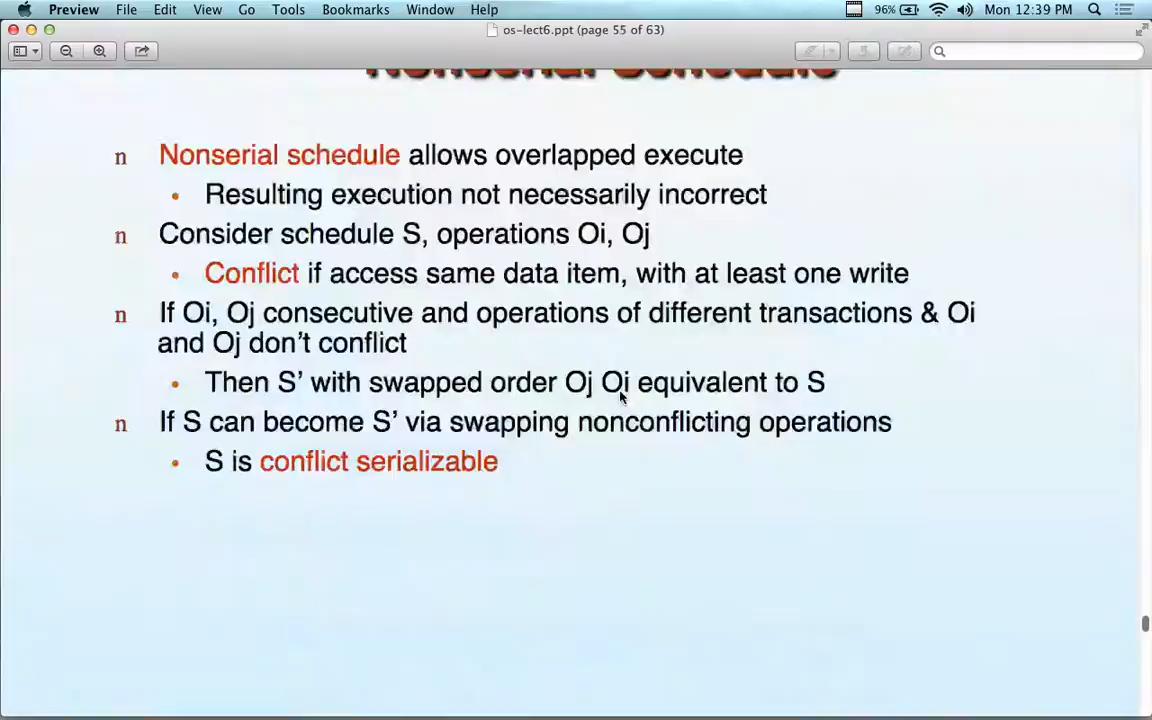 Preview File Edit View Go Tools Bookmarks Window Help 96% Mon 12:39 PM
os-lect6.ppt (page 55 of 63)
Nonserial Schedule
n Nonserial schedule allows overlapped execute
• Resulting execution not necessarily incorrect
n Consider schedule S, operations Oi, Oj
• Conflict if access same data item, with at least one write
n If Oi, Oj consecutive and operations of different transactions & Oi
and Oj don’t conflict
• Then S’ with swapped order Oj Oi equivalent to S
n If S can become S’ via swapping nonconflicting operations
• S is conflict serializable